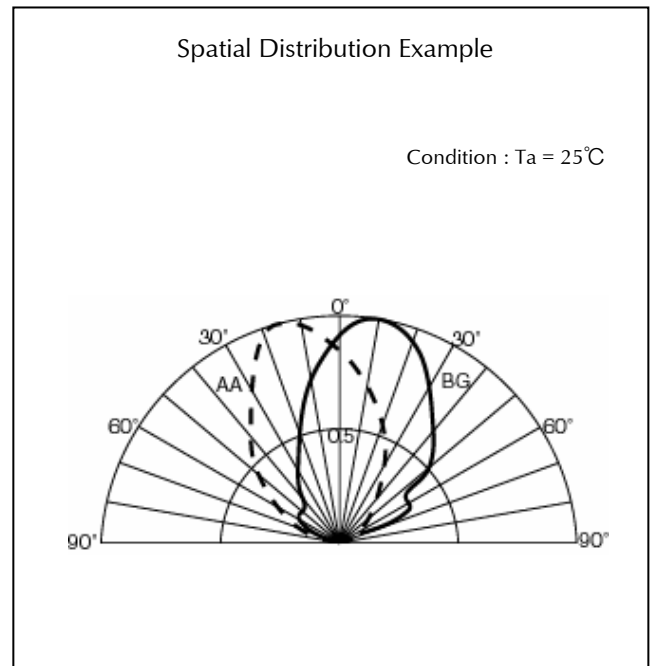 Spatial Distribution Example
Condition : Ta = 25℃
0°
30° 30°
AA BG
60° 0.5 60°
90° 90°